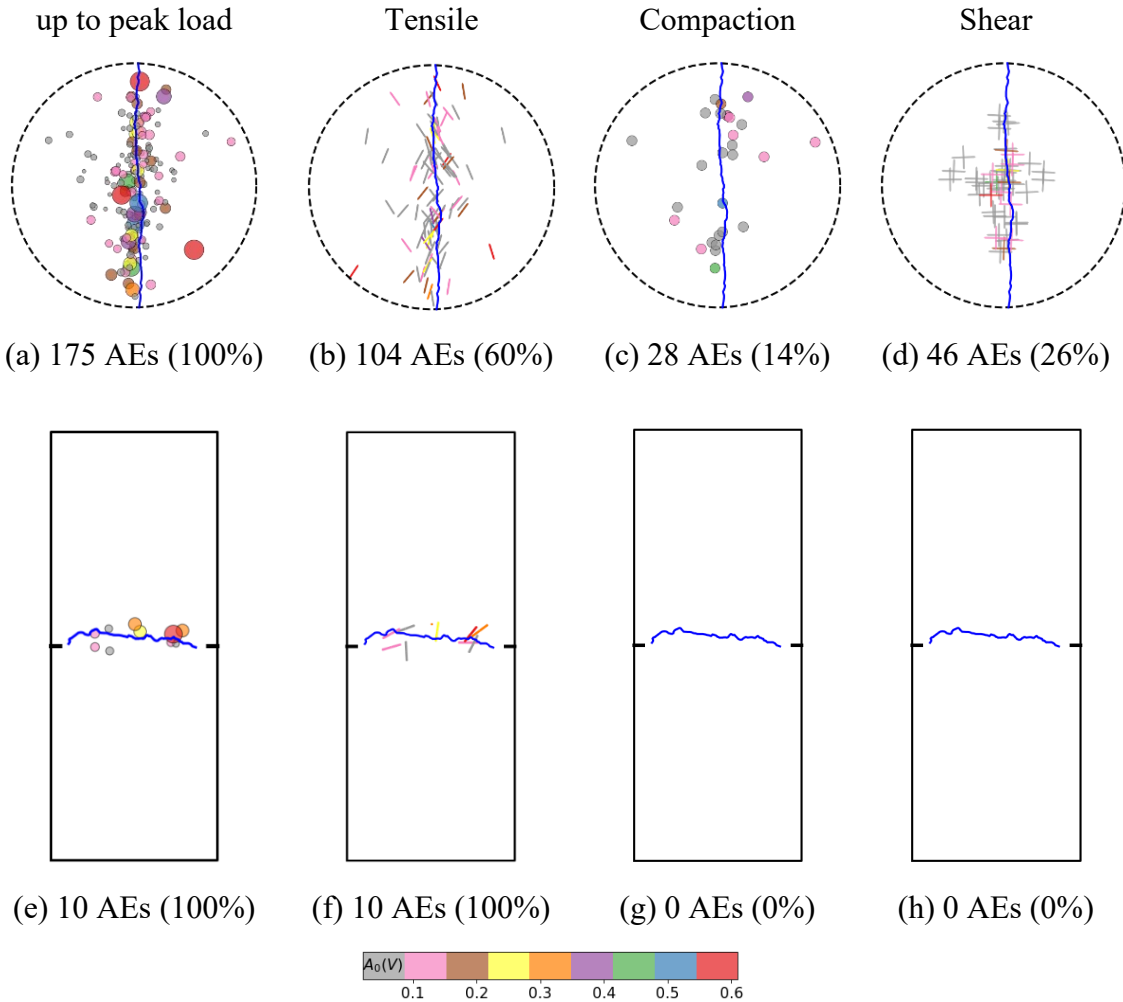 up to peak load Tensile Compaction Shear
(a) 175 AEs (100%) (b) 104 AEs (60%) (c) 28 AEs (14%) (d) 46 AEs (26%)
(e) 10 AEs (100%) (f) 10 AEs (100%) (g) 0 AEs (0%) (h) 0 AEs (0%)
A₀(V)
0.1 0.2 0.3 0.4 0.5 0.6